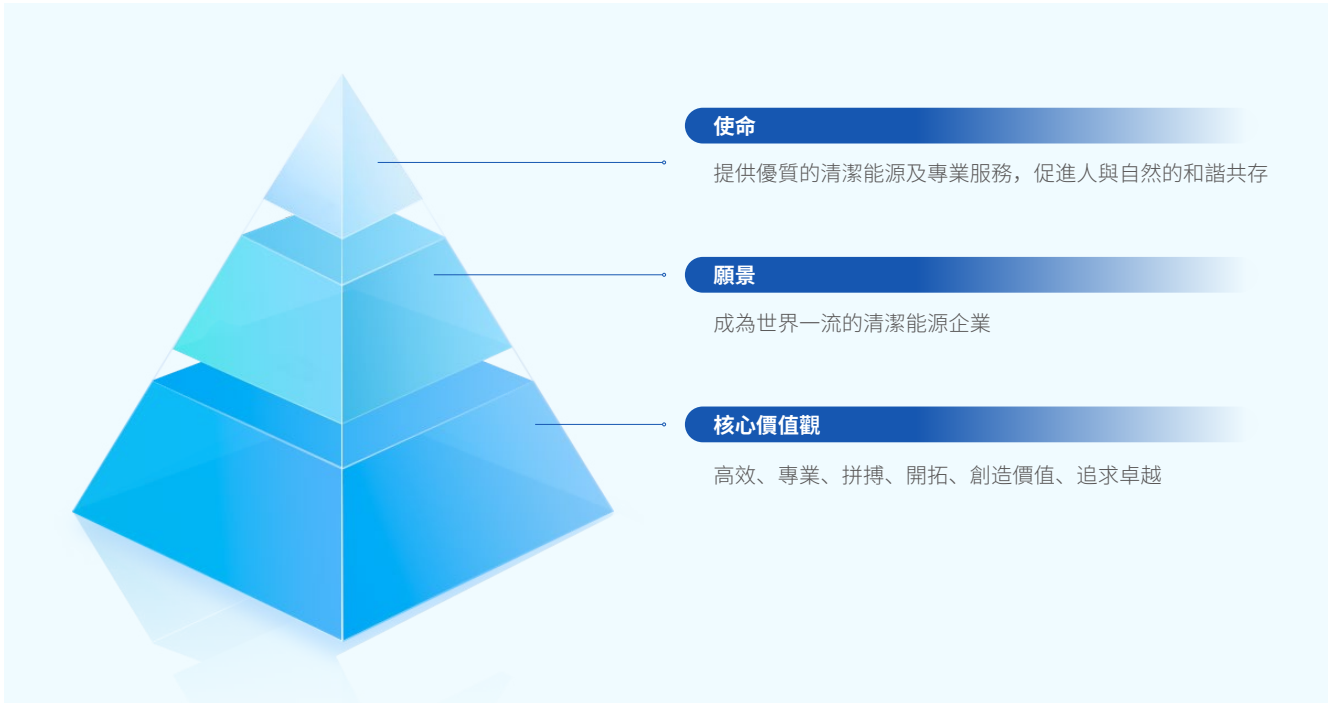 使命
提供優質的清潔能源及專業服務，促進人與自然的和諧共存
願景
成為世界一流的清潔能源企業
核心價值觀
高效、專業、拼搏、開拓、創造價值、追求卓越